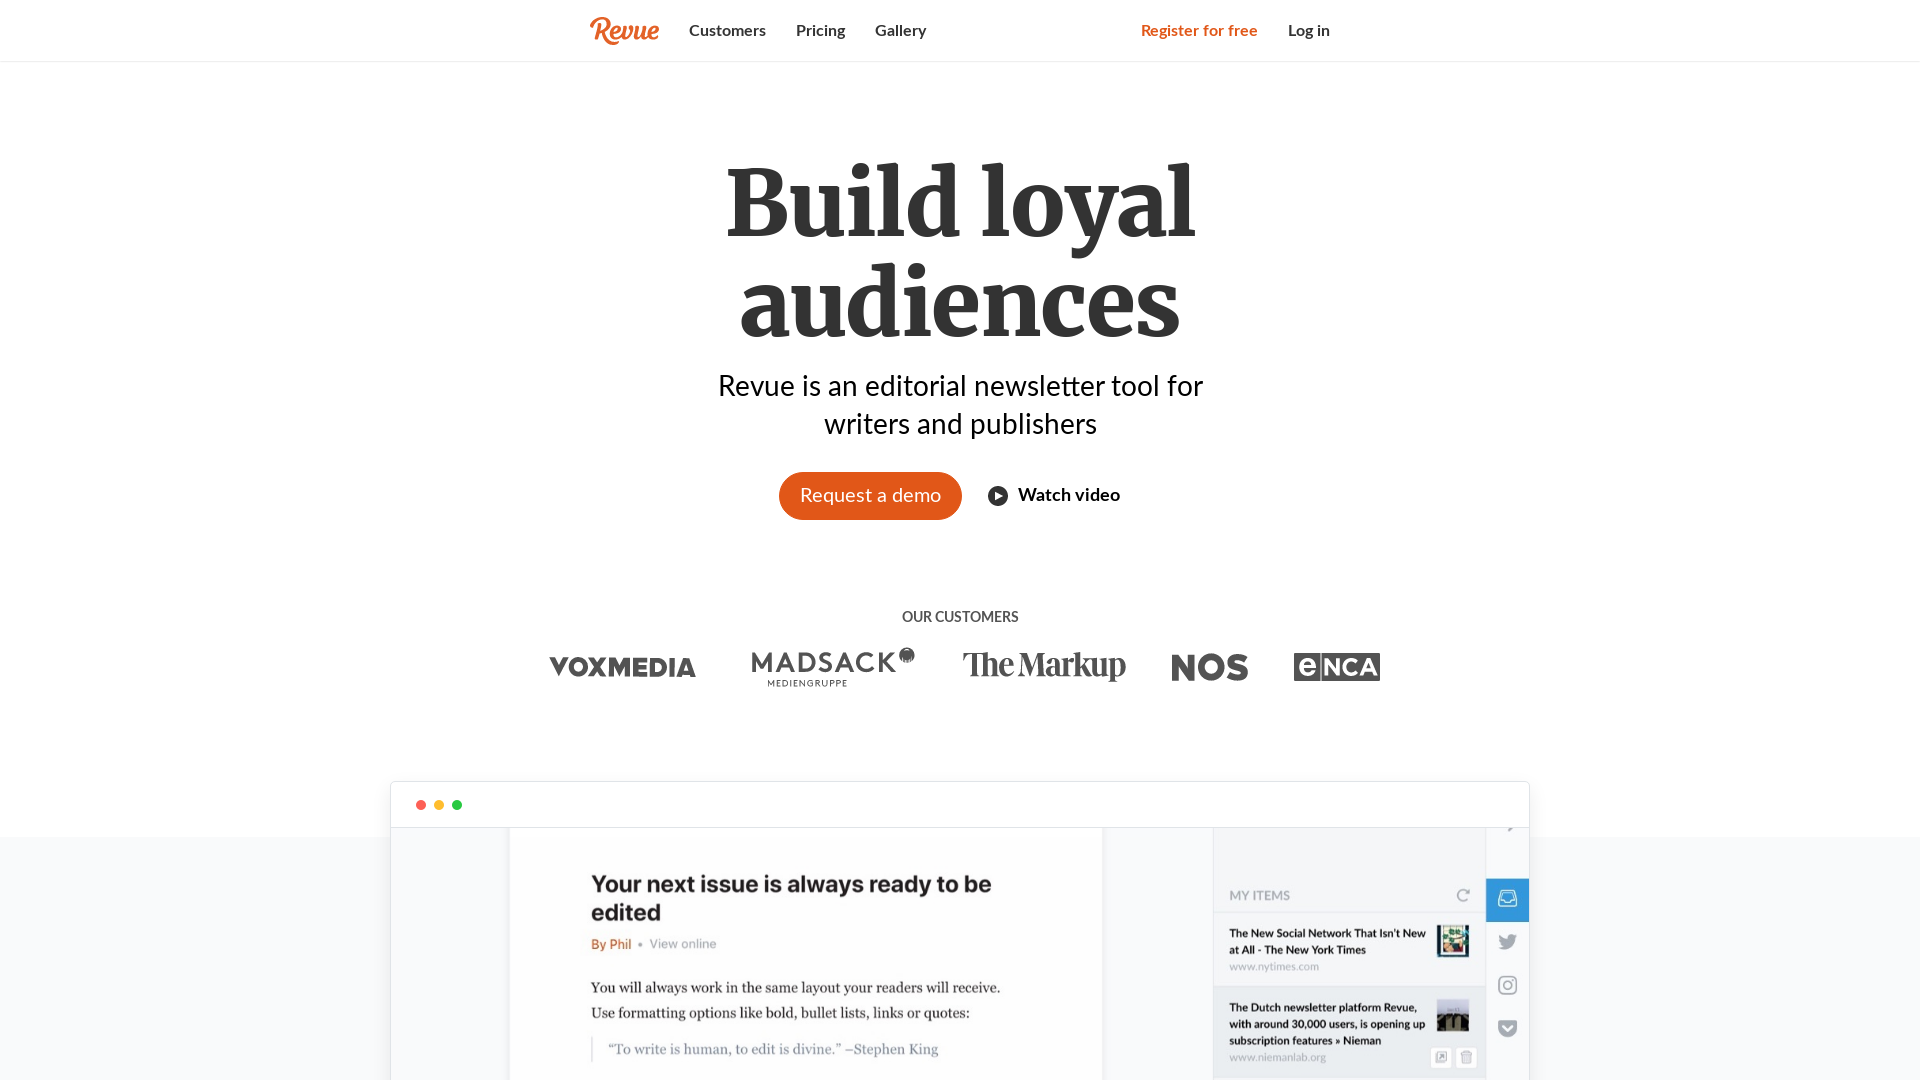 Revue
Customers
Pricing
Gallery
Register for free
Log in
Build loyal
audiences
Revue is an editorial newsletter tool for
writers and publishers
Request a demo
Watch video
OUR CUSTOMERS
VOXMEDIA
MADSACK
MEDIENGRUPPE
The Markup
NOS
eNCA
Your next issue is always ready to be
edited
By Phil • View online
You will always work in the same layout your readers will receive.
Use formatting options like bold, bullet lists, links or quotes:
“To write is human, to edit is divine.” –Stephen King
MY ITEMS
The New Social Network That Isn't New
at All - The New York Times
www.nytimes.com
The Dutch newsletter platform Revue,
with around 30,000 users, is opening up
subscription features » Nieman
www.niemanlab.org